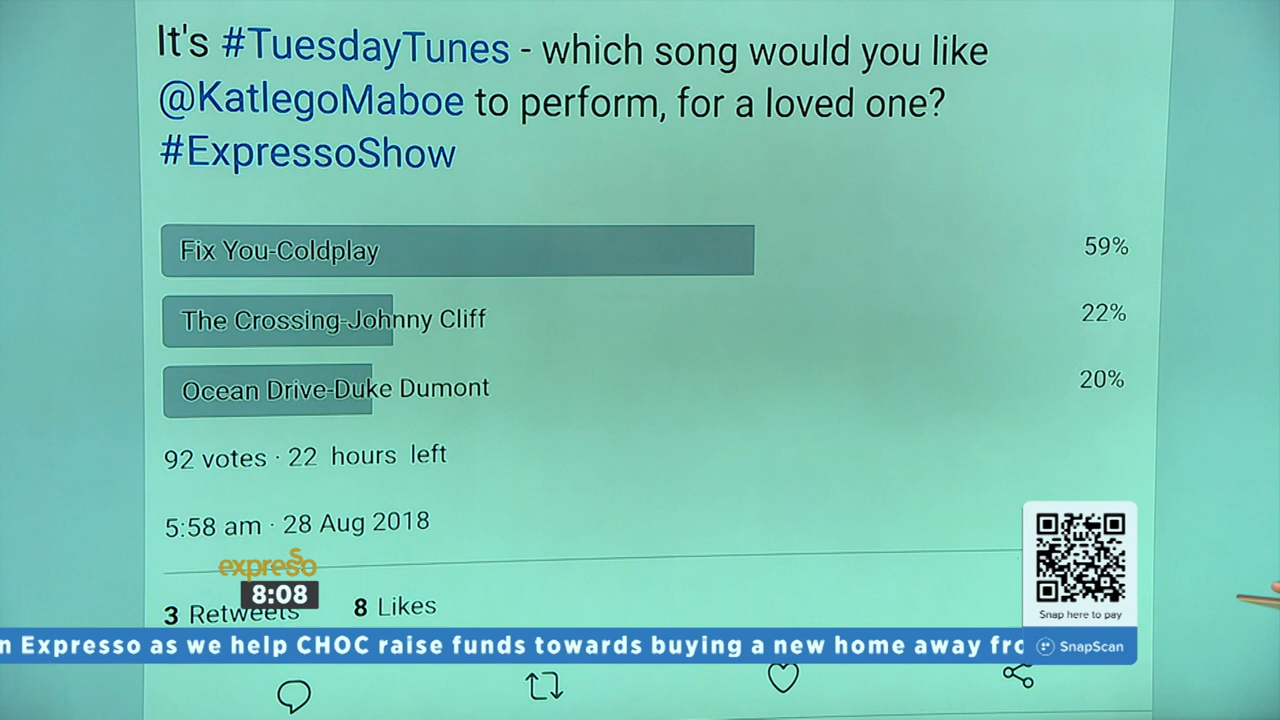 It's #TuesdayTunes - which song would you like
@KatlegoMaboe to perform, for a loved one?
#ExpressoShow
Fix You-Coldplay 59%
The Crossing-Johnny Cliff 22%
Ocean Drive-Duke Dumont 20%
92 votes · 22 hours left
5:58 am · 28 Aug 2018
expresso
8:08
3 Retweets 8 Likes
Snap here to pay
n Expresso as we help CHOC raise funds towards buying a new home away fro
SnapScan